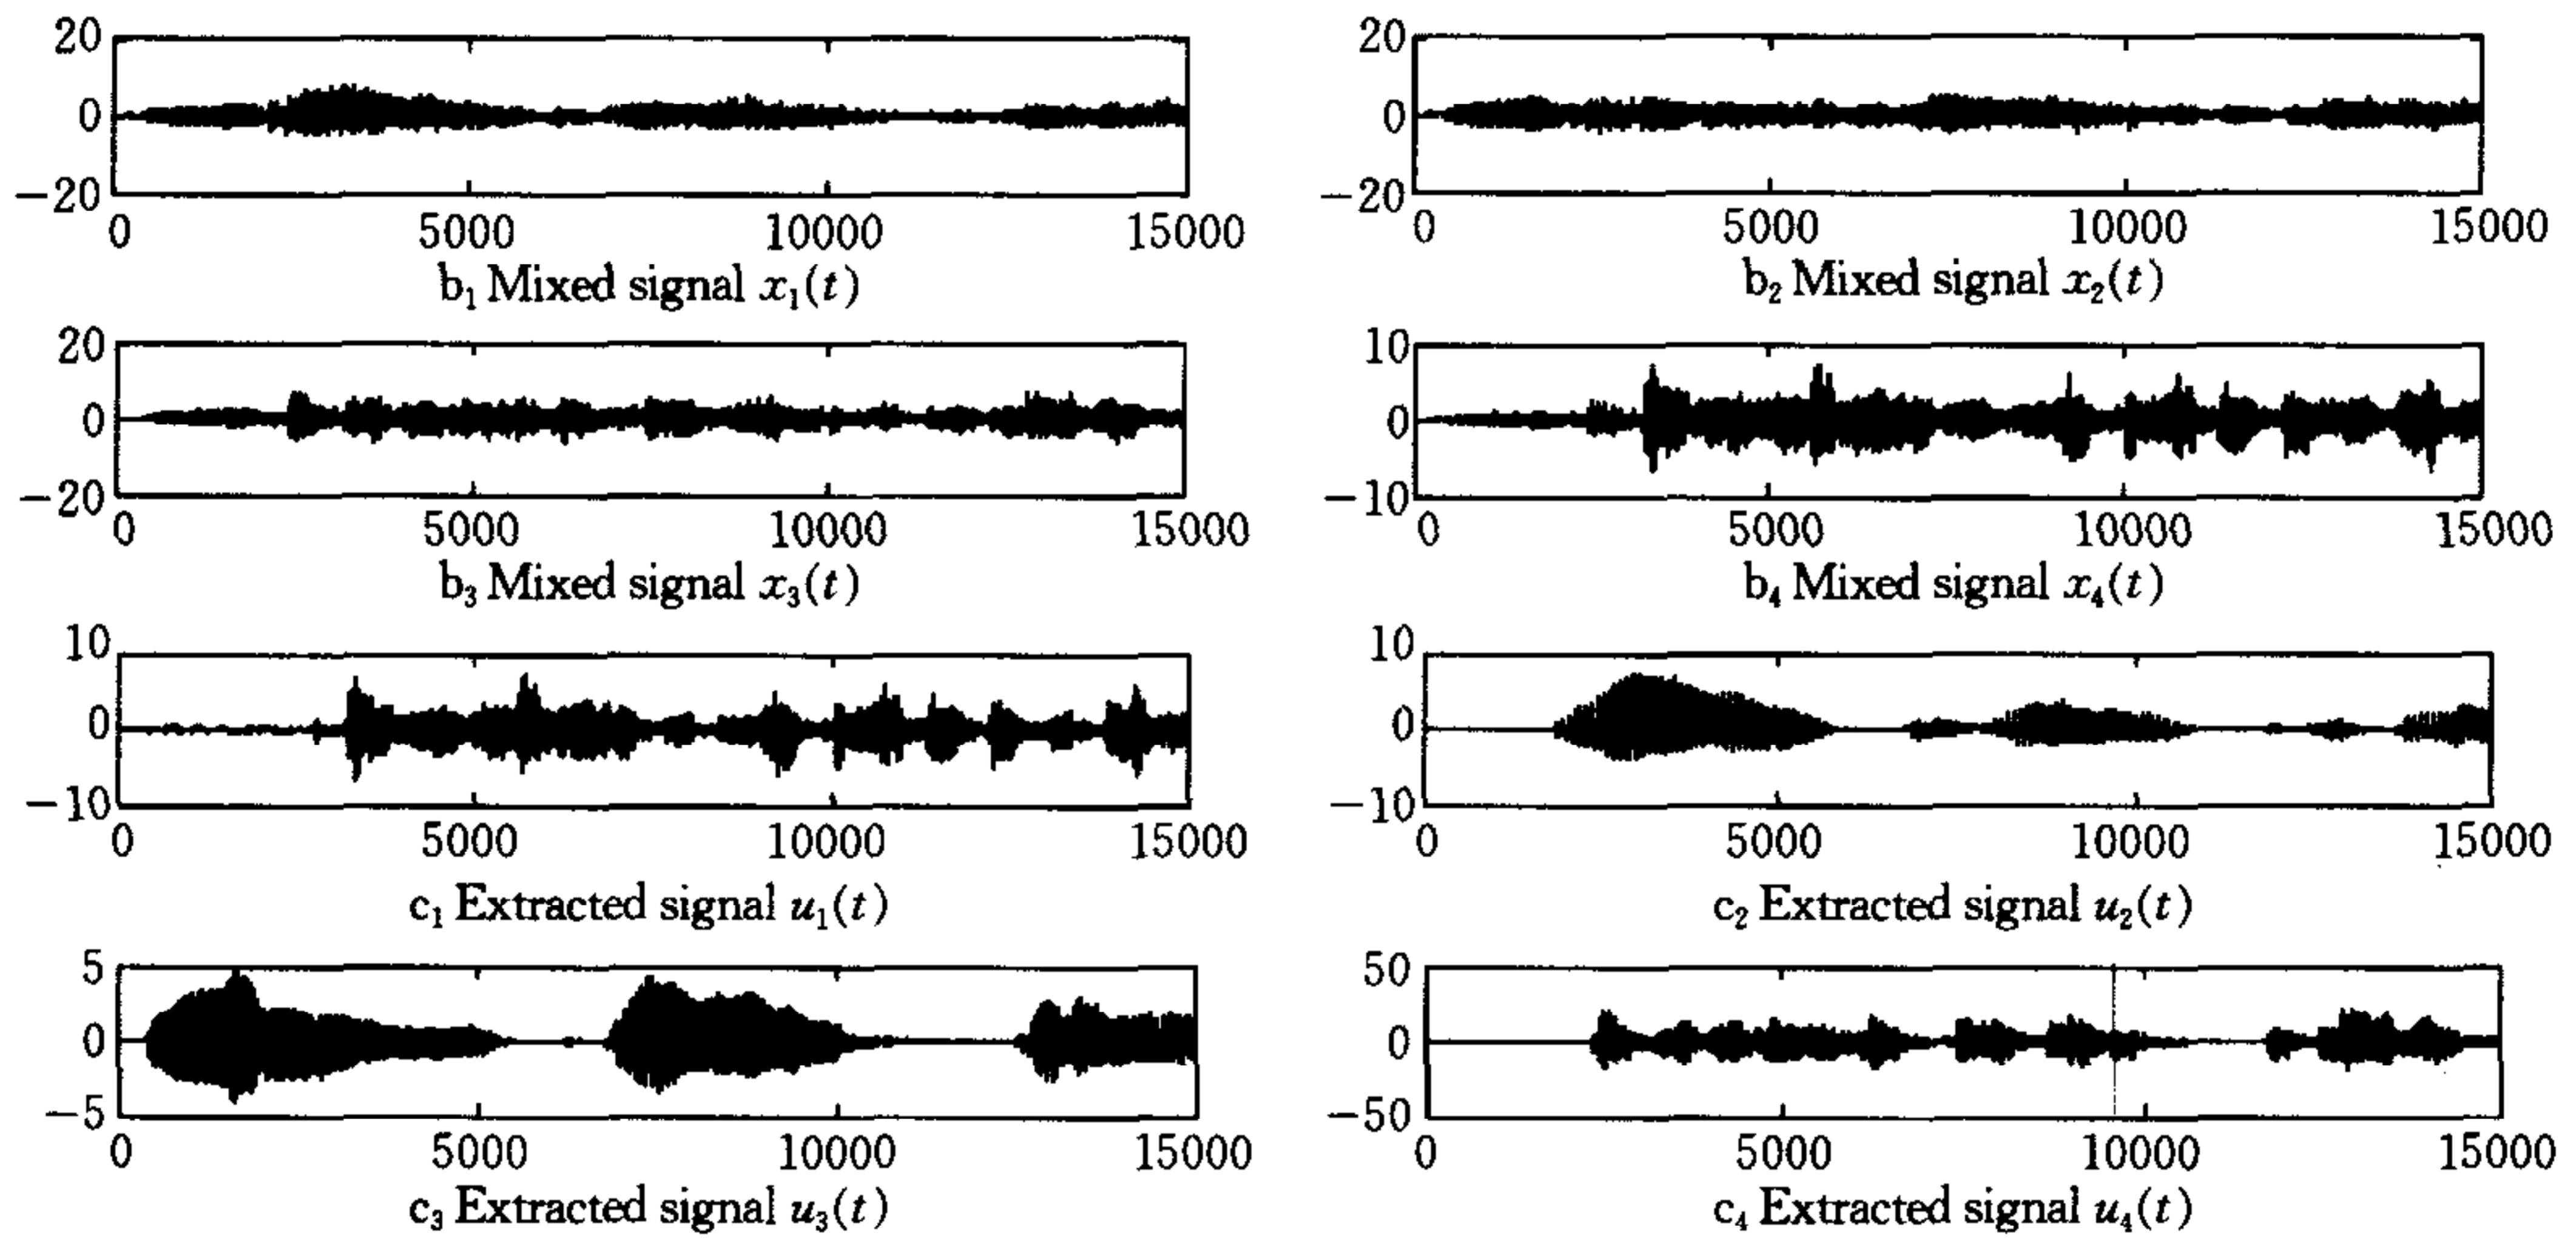 20
0
−20
0 5000 10000 15000
b₁ Mixed signal x₁(t)
20
0
−20
0 5000 10000 15000
b₂ Mixed signal x₂(t)
20
0
−20
0 5000 10000 15000
b₃ Mixed signal x₃(t)
10
0
−10
0 5000 10000 15000
b₄ Mixed signal x₄(t)
10
0
−10
0 5000 10000 15000
c₁ Extracted signal u₁(t)
10
0
−10
0 5000 10000 15000
c₂ Extracted signal u₂(t)
5
0
−5
0 5000 10000 15000
c₃ Extracted signal u₃(t)
50
0
−50
0 5000 10000 15000
c₄ Extracted signal u₄(t)